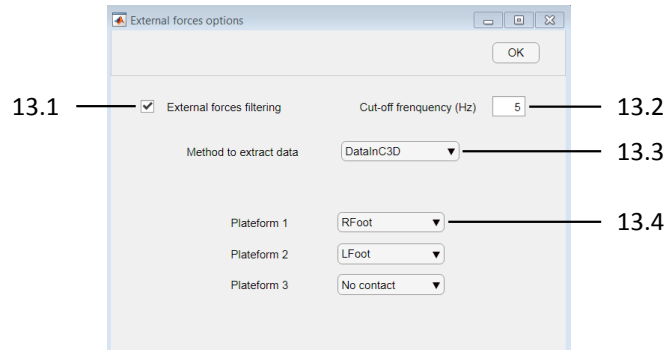 External forces options
OK
13.1 External forces filtering Cut-off frenquency (Hz) 5 13.2
Method to extract data DataInC3D 13.3
Plateform 1 RFoot 13.4
Plateform 2 LFoot
Plateform 3 No contact